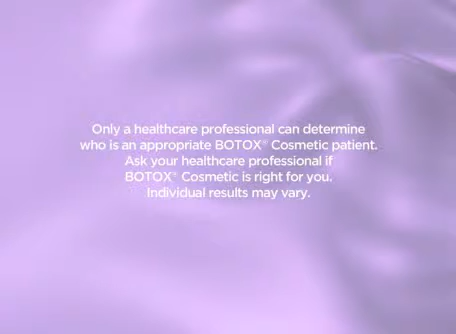 Only a healthcare professional can determine
who is an appropriate BOTOX® Cosmetic patient.
Ask your healthcare professional if
BOTOX® Cosmetic is right for you.
Individual results may vary.